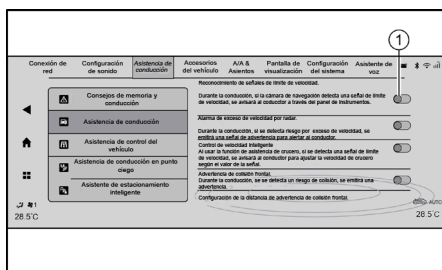 1
Conexión de
red
Configuración
de sonido
Asistencia de
conducción
Accesorios
del vehículo
A/A &
Asientos
Pantalla de
visualización
Configuración
del sistema
Asistente de
voz
Consejos de memoria y
conducción
Asistencia de conducción
Asistencia de control del
vehículo
Asistencia de conducción en punto
ciego
Asistente de estacionamiento
inteligente
Reconocimiento de señales de límite de velocidad.
Durante la conducción, si la cámara de navegación detecta una señal de límite
de velocidad, se avisará al conductor a través del panel de instrumentos.
Alarma de exceso de velocidad por radar.
Durante la conducción, si se detecta riesgo por exceso de velocidad, se
emitirá una señal de advertencia para alertar al conductor.
Control de velocidad inteligente
Al usar la función de asistencia de crucero, si se detecta una señal de límite
de velocidad, se avisará al conductor para ajustar la velocidad de crucero
según el valor de la señal.
Advertencia de colisión frontal.
Durante la conducción, se se detecta un riesgo de colisión, se emitirá una
advertencia.
Configuración de la distancia de advertencia de colisión frontal.
1
28.5°C
AUTO
28.5°C